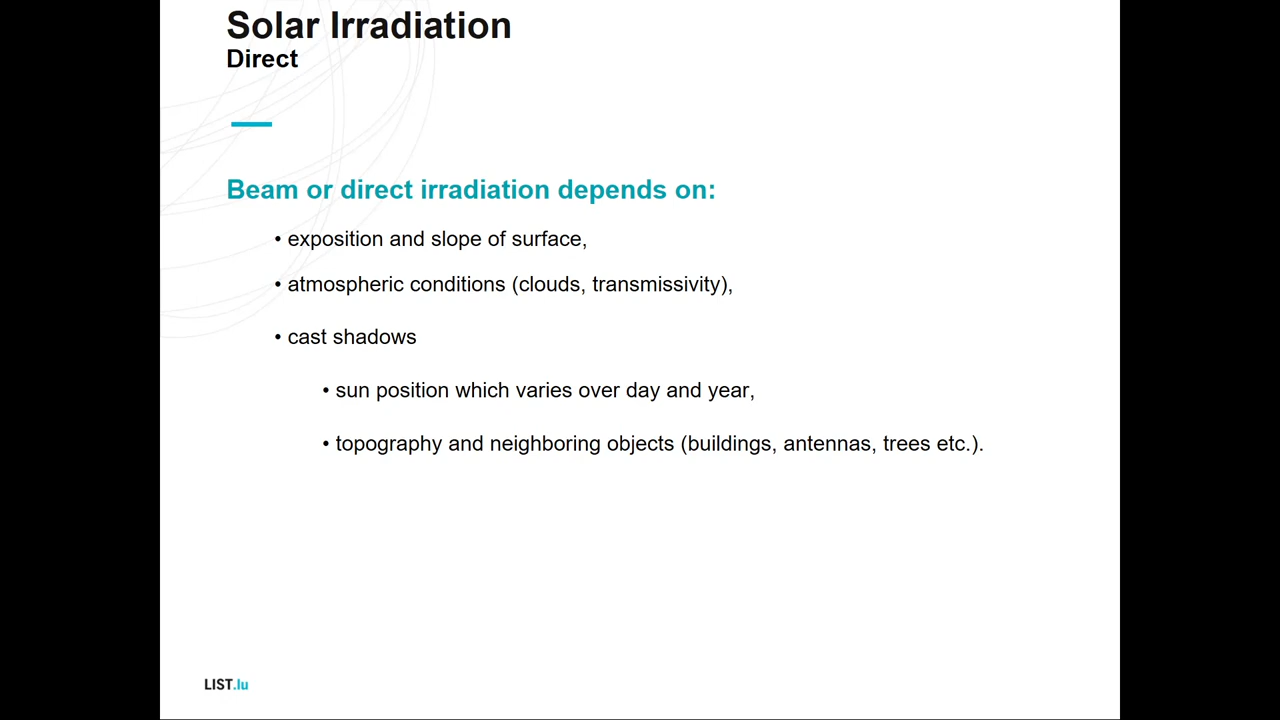 Solar Irradiation
Direct
Beam or direct irradiation depends on:
• exposition and slope of surface,
• atmospheric conditions (clouds, transmissivity),
• cast shadows
• sun position which varies over day and year,
• topography and neighboring objects (buildings, antennas, trees etc.).
LIST.lu